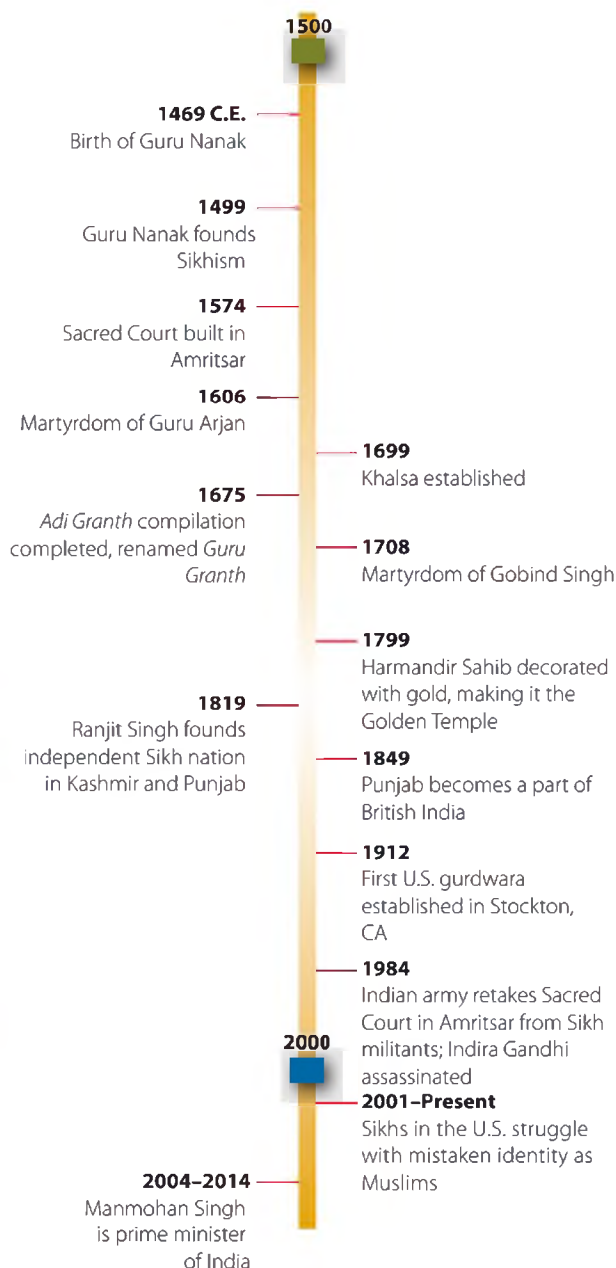 1500
1469 C.E.
Birth of Guru Nanak
1499
Guru Nanak founds
Sikhism
1574
Sacred Court built in
Amritsar
1606
Martyrdom of Guru Arjan
1699
Khalsa established
1675
Adi Granth compilation
completed, renamed Guru
Granth
1708
Martyrdom of Gobind Singh
1799
Harmandir Sahib decorated
with gold, making it the
Golden Temple
1819
Ranjit Singh founds
independent Sikh nation
in Kashmir and Punjab
1849
Punjab becomes a part of
British India
1912
First U.S. gurdwara
established in Stockton,
CA
1984
Indian army retakes Sacred
Court in Amritsar from Sikh
militants; Indira Gandhi
assassinated
2000
2001–Present
Sikhs in the U.S. struggle
with mistaken identity as
Muslims
2004–2014
Manmohan Singh
is prime minister
of India